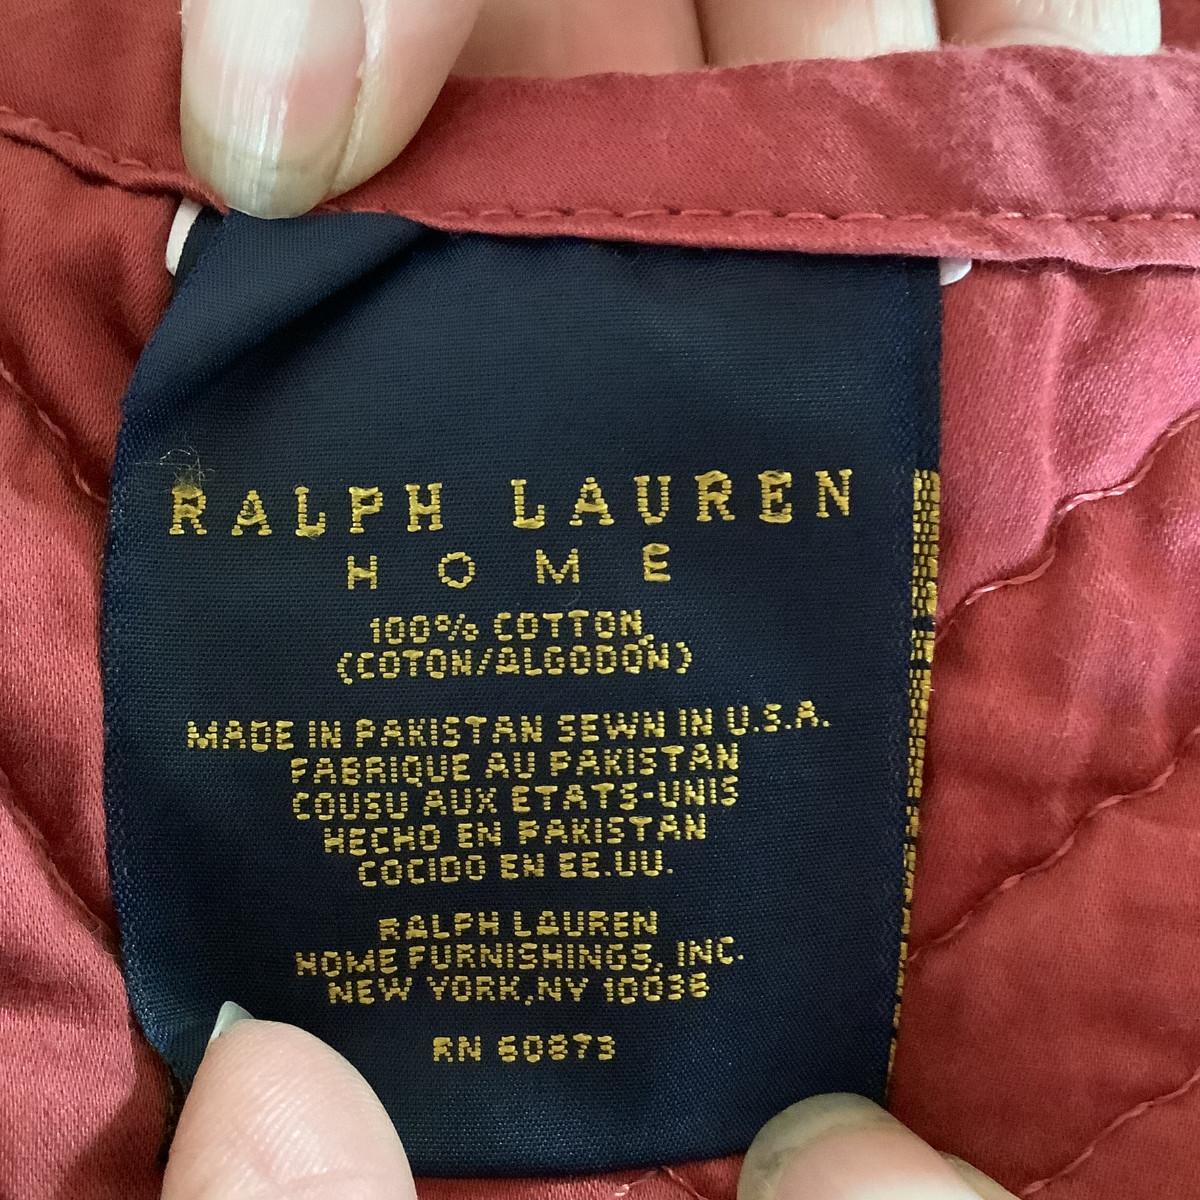 RALPH LAUREN
HOME
100% COTTON
(COTON/ALGODON)
MADE IN PAKISTAN SEWN IN U.S.A.
FABRIQUE AU PAKISTAN
COUSU AUX ETATS-UNIS
HECHO EN PAKISTAN
COCIDO EN EE.UU.
RALPH LAUREN
HOME FURNISHINGS, INC.
NEW YORK,NY 10036
RN 60873